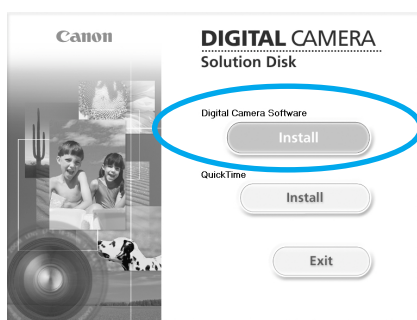 Canon
DIGITAL CAMERA
Solution Disk
Digital Camera Software
Install
QuickTime
Install
Exit